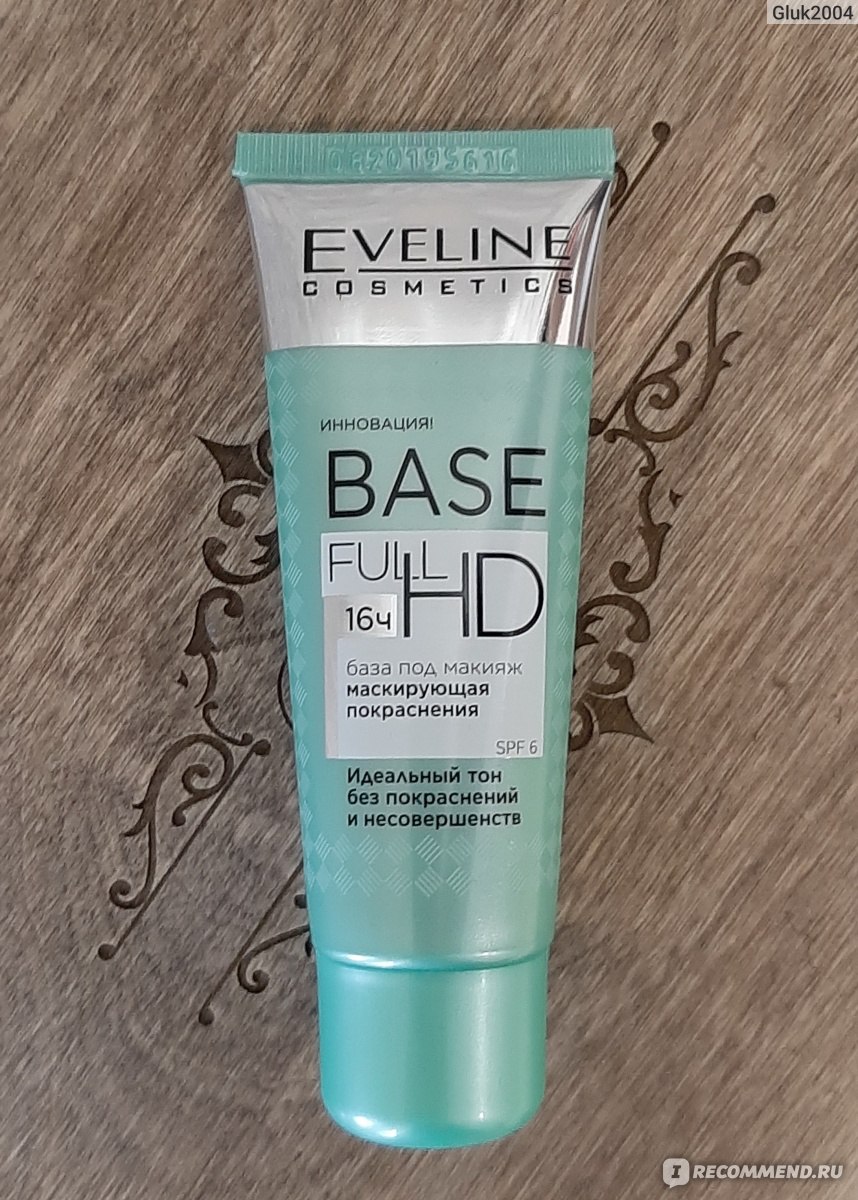 Gluk2004
EVELINE
COSMETICS
ИННОВАЦИЯ!
BASE
FULL HD
16ч
база под макияж
маскирующая
покраснения
SPF 6
Идеальный тон
без покраснений
и несовершенств
IRECOMMEND.RU